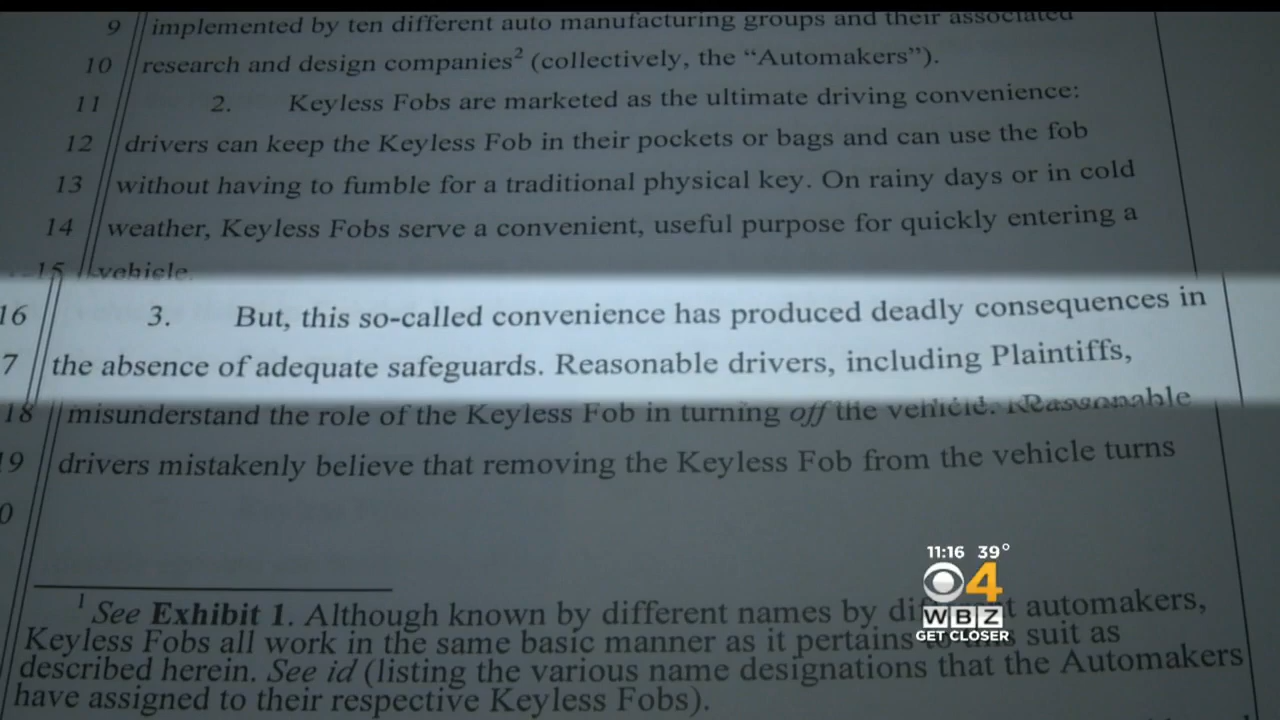 9 implemented by ten different auto manufacturing groups and their associated
10 research and design companies² (collectively, the “Automakers”).
11 2. Keyless Fobs are marketed as the ultimate driving convenience:
12 drivers can keep the Keyless Fob in their pockets or bags and can use the fob
13 without having to fumble for a traditional physical key. On rainy days or in cold
14 weather, Keyless Fobs serve a convenient, useful purpose for quickly entering a
15 vehicle.
16 3. But, this so-called convenience has produced deadly consequences in
7 the absence of adequate safeguards. Reasonable drivers, including Plaintiffs,
18 misunderstand the role of the Keyless Fob in turning off the vehicle. Reasonable
19 drivers mistakenly believe that removing the Keyless Fob from the vehicle turns
0
¹ See Exhibit 1. Although known by different names by di t automakers,
Keyless Fobs all work in the same basic manner as it pertains to this suit as
described herein. See id (listing the various name designations that the Automakers
have assigned to their respective Keyless Fobs).
11:16 39°
4
WBZ
GET CLOSER